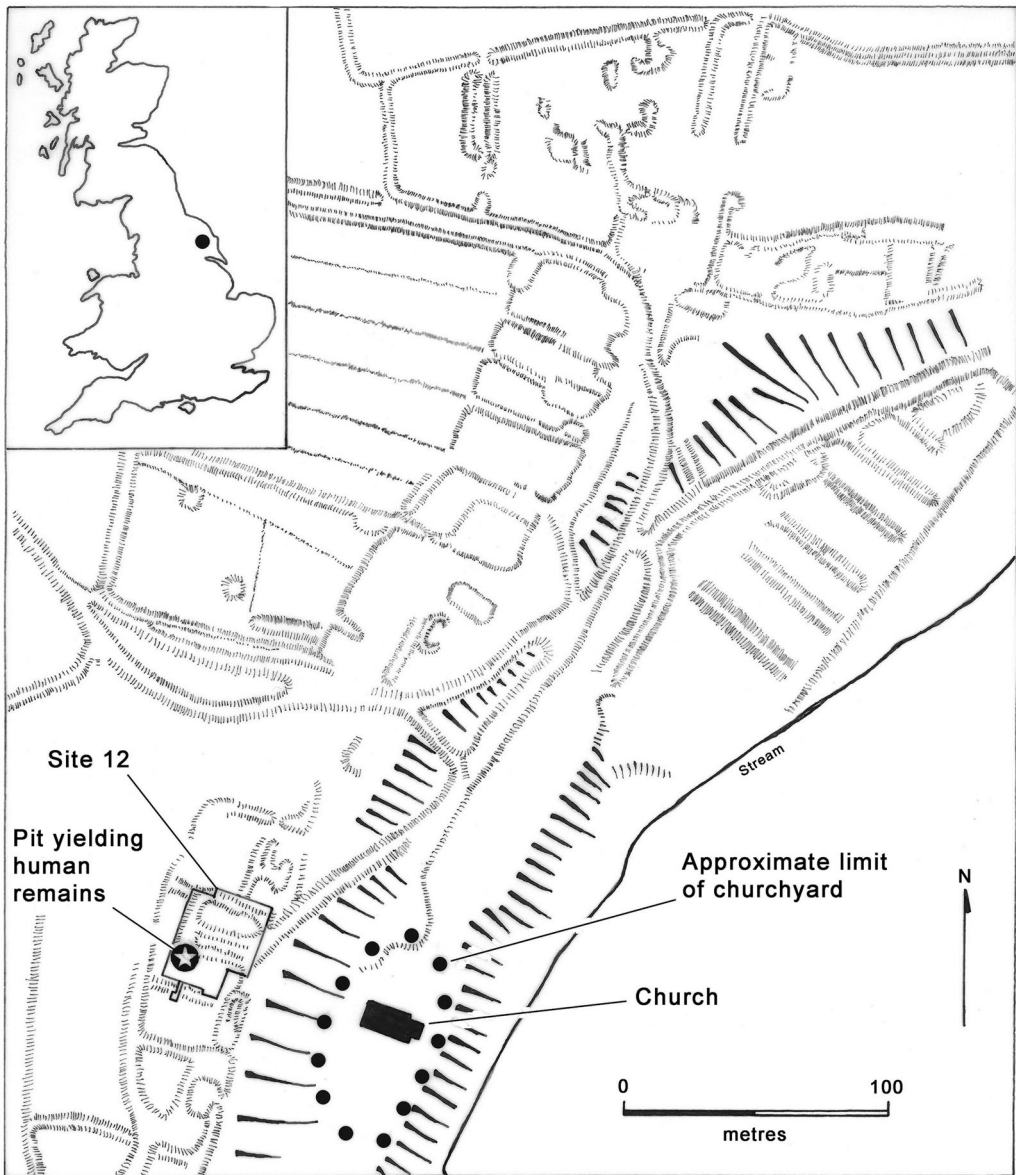 Stream
Site 12
Pit yielding
human
remains
Approximate limit
of churchyard
N
Church
0
100
metres